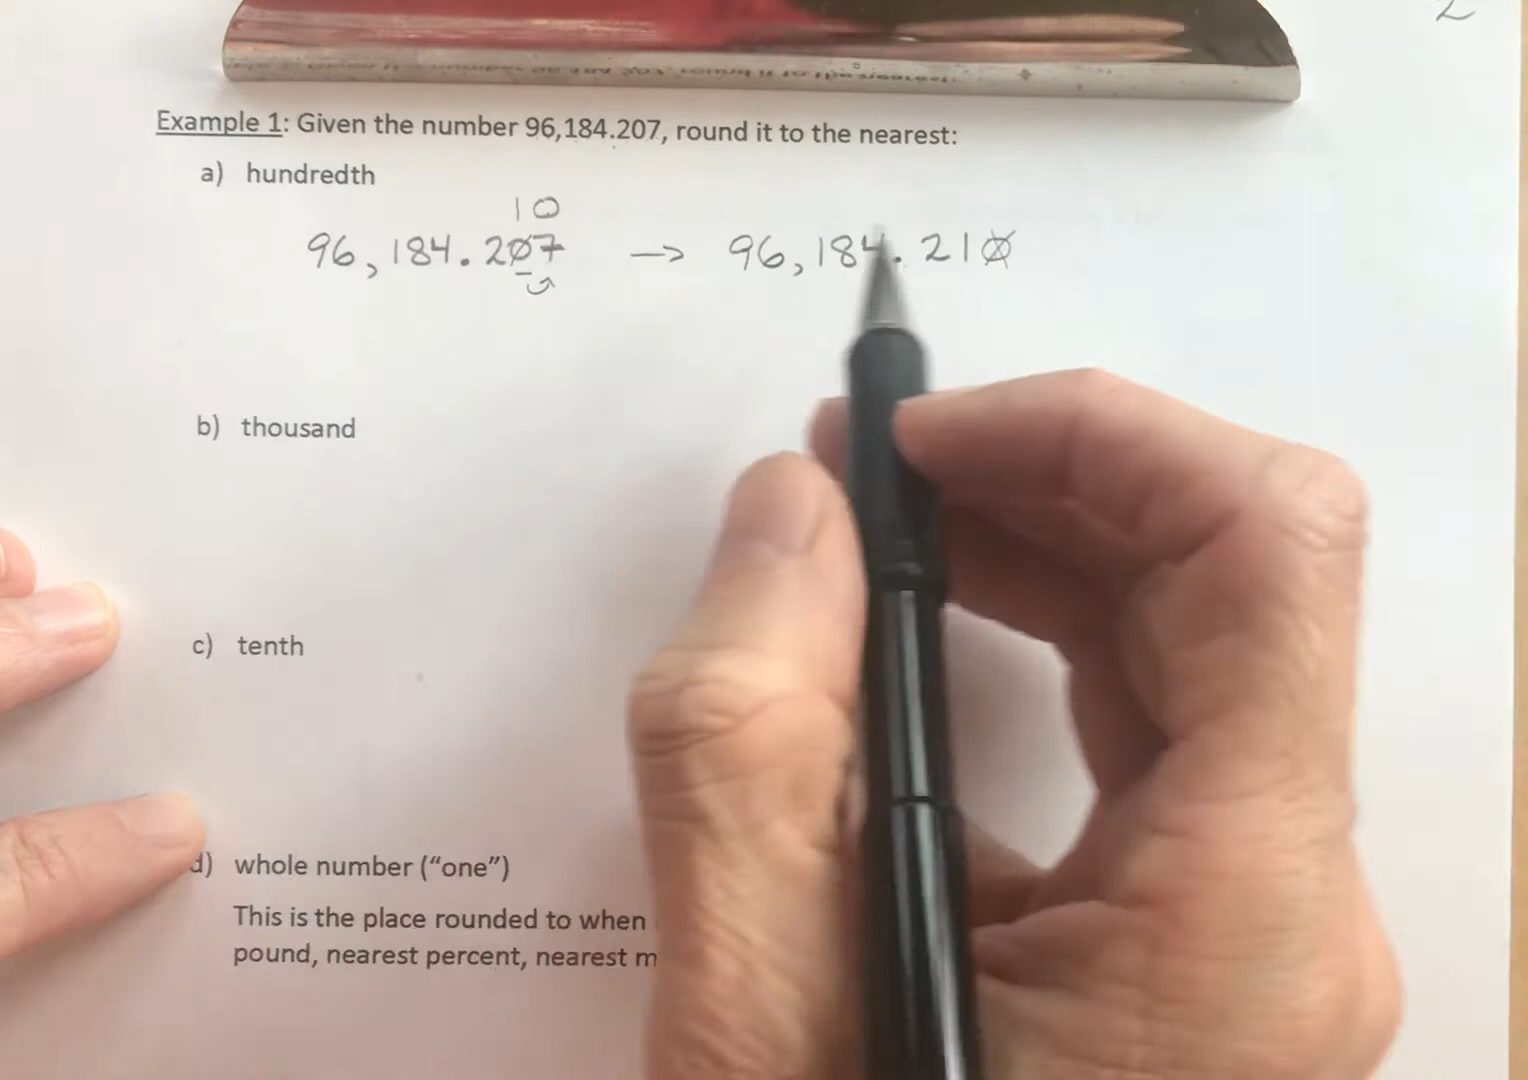 2
Example 1: Given the number 96,184.207, round it to the nearest:
a) hundredth
10
96,184.207 → 96,184.210
b) thousand
c) tenth
d) whole number (“one”)
This is the place rounded to when
pound, nearest percent, nearest m